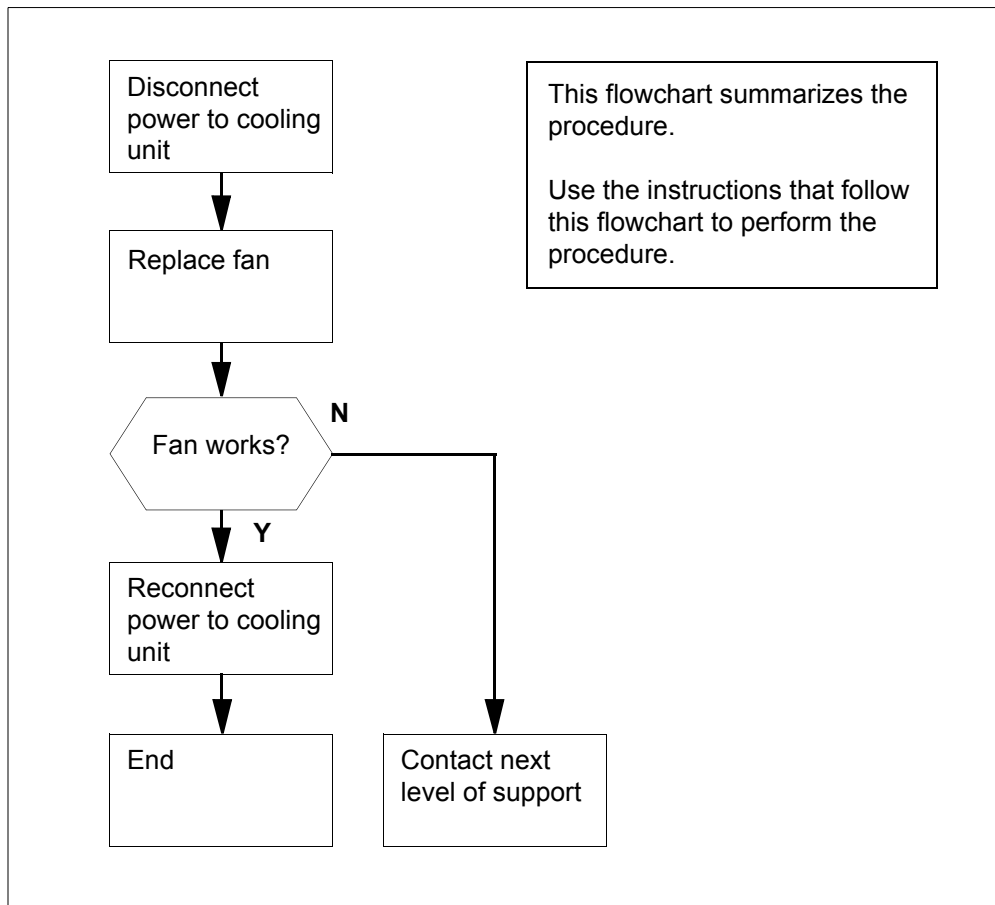 Disconnect
power to cooling
unit
This flowchart summarizes the
procedure.
Use the instructions that follow
this flowchart to perform the
procedure.
Replace fan
Fan works?
N
Y
Reconnect
power to cooling
unit
End
Contact next
level of support